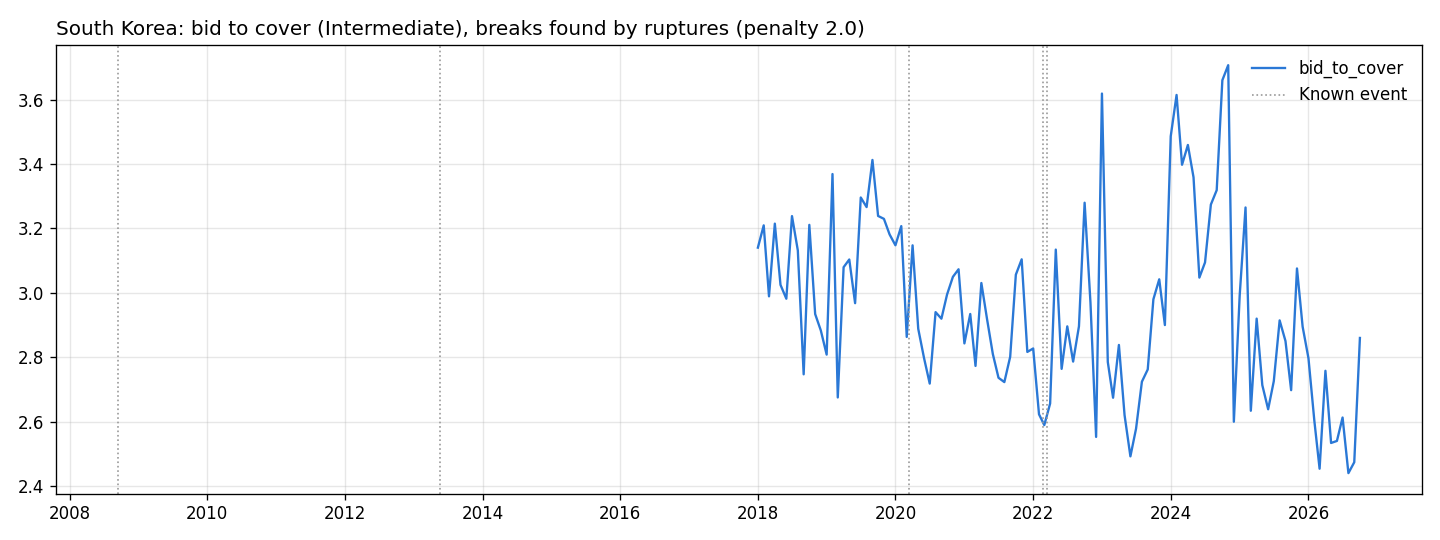 South Korea: bid to cover (Intermediate), breaks found by ruptures (penalty 2.0)
bid_to_cover
Known event
3.6
3.4
3.2
3.0
2.8
2.6
2.4
2008 2010 2012 2014 2016 2018 2020 2022 2024 2026